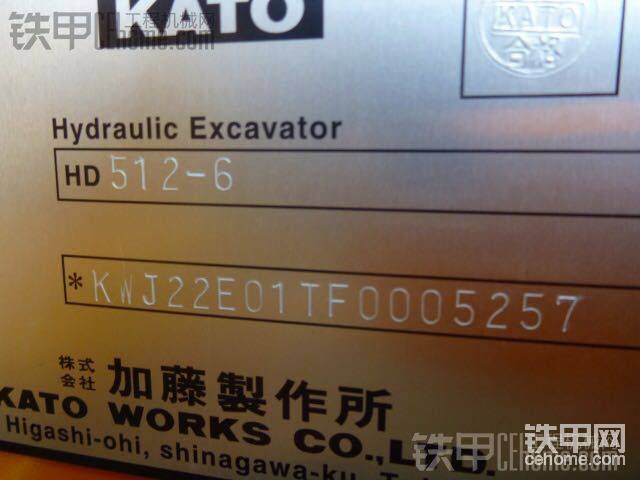 铁甲工程机械网
cehome.com
KATO
KATO
合格
Hydraulic Excavator
HD 512-6
*KWJ22E01TF0005257
株式会社 加藤製作所
KATO WORKS CO.,LTD.
Higashi-ohi, shinagawa-ku,
铁甲 CEhome.com
铁甲网
cehome.com